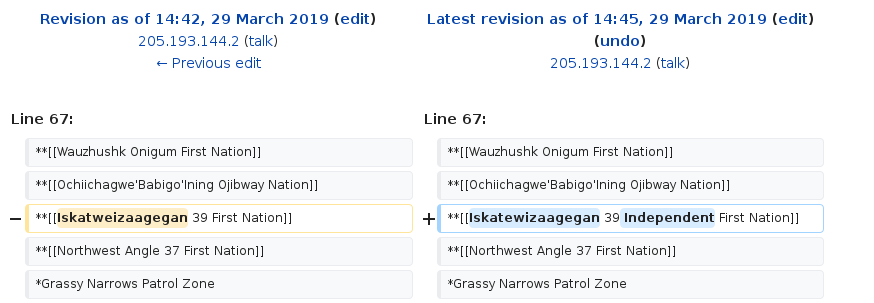 Revision as of 14:42, 29 March 2019 (edit)
205.193.144.2 (talk)
← Previous edit
Latest revision as of 14:45, 29 March 2019 (edit)
(undo)
205.193.144.2 (talk)
Line 67:
Line 67:
**[[Wauzhushk Onigum First Nation]]
**[[Wauzhushk Onigum First Nation]]
**[[Ochiichagwe'Babigo'Ining Ojibway Nation]]
**[[Ochiichagwe'Babigo'Ining Ojibway Nation]]
− **[[Iskatweizaagegan 39 First Nation]]
+ **[[Iskatewizaagegan 39 Independent First Nation]]
**[[Northwest Angle 37 First Nation]]
**[[Northwest Angle 37 First Nation]]
*Grassy Narrows Patrol Zone
*Grassy Narrows Patrol Zone